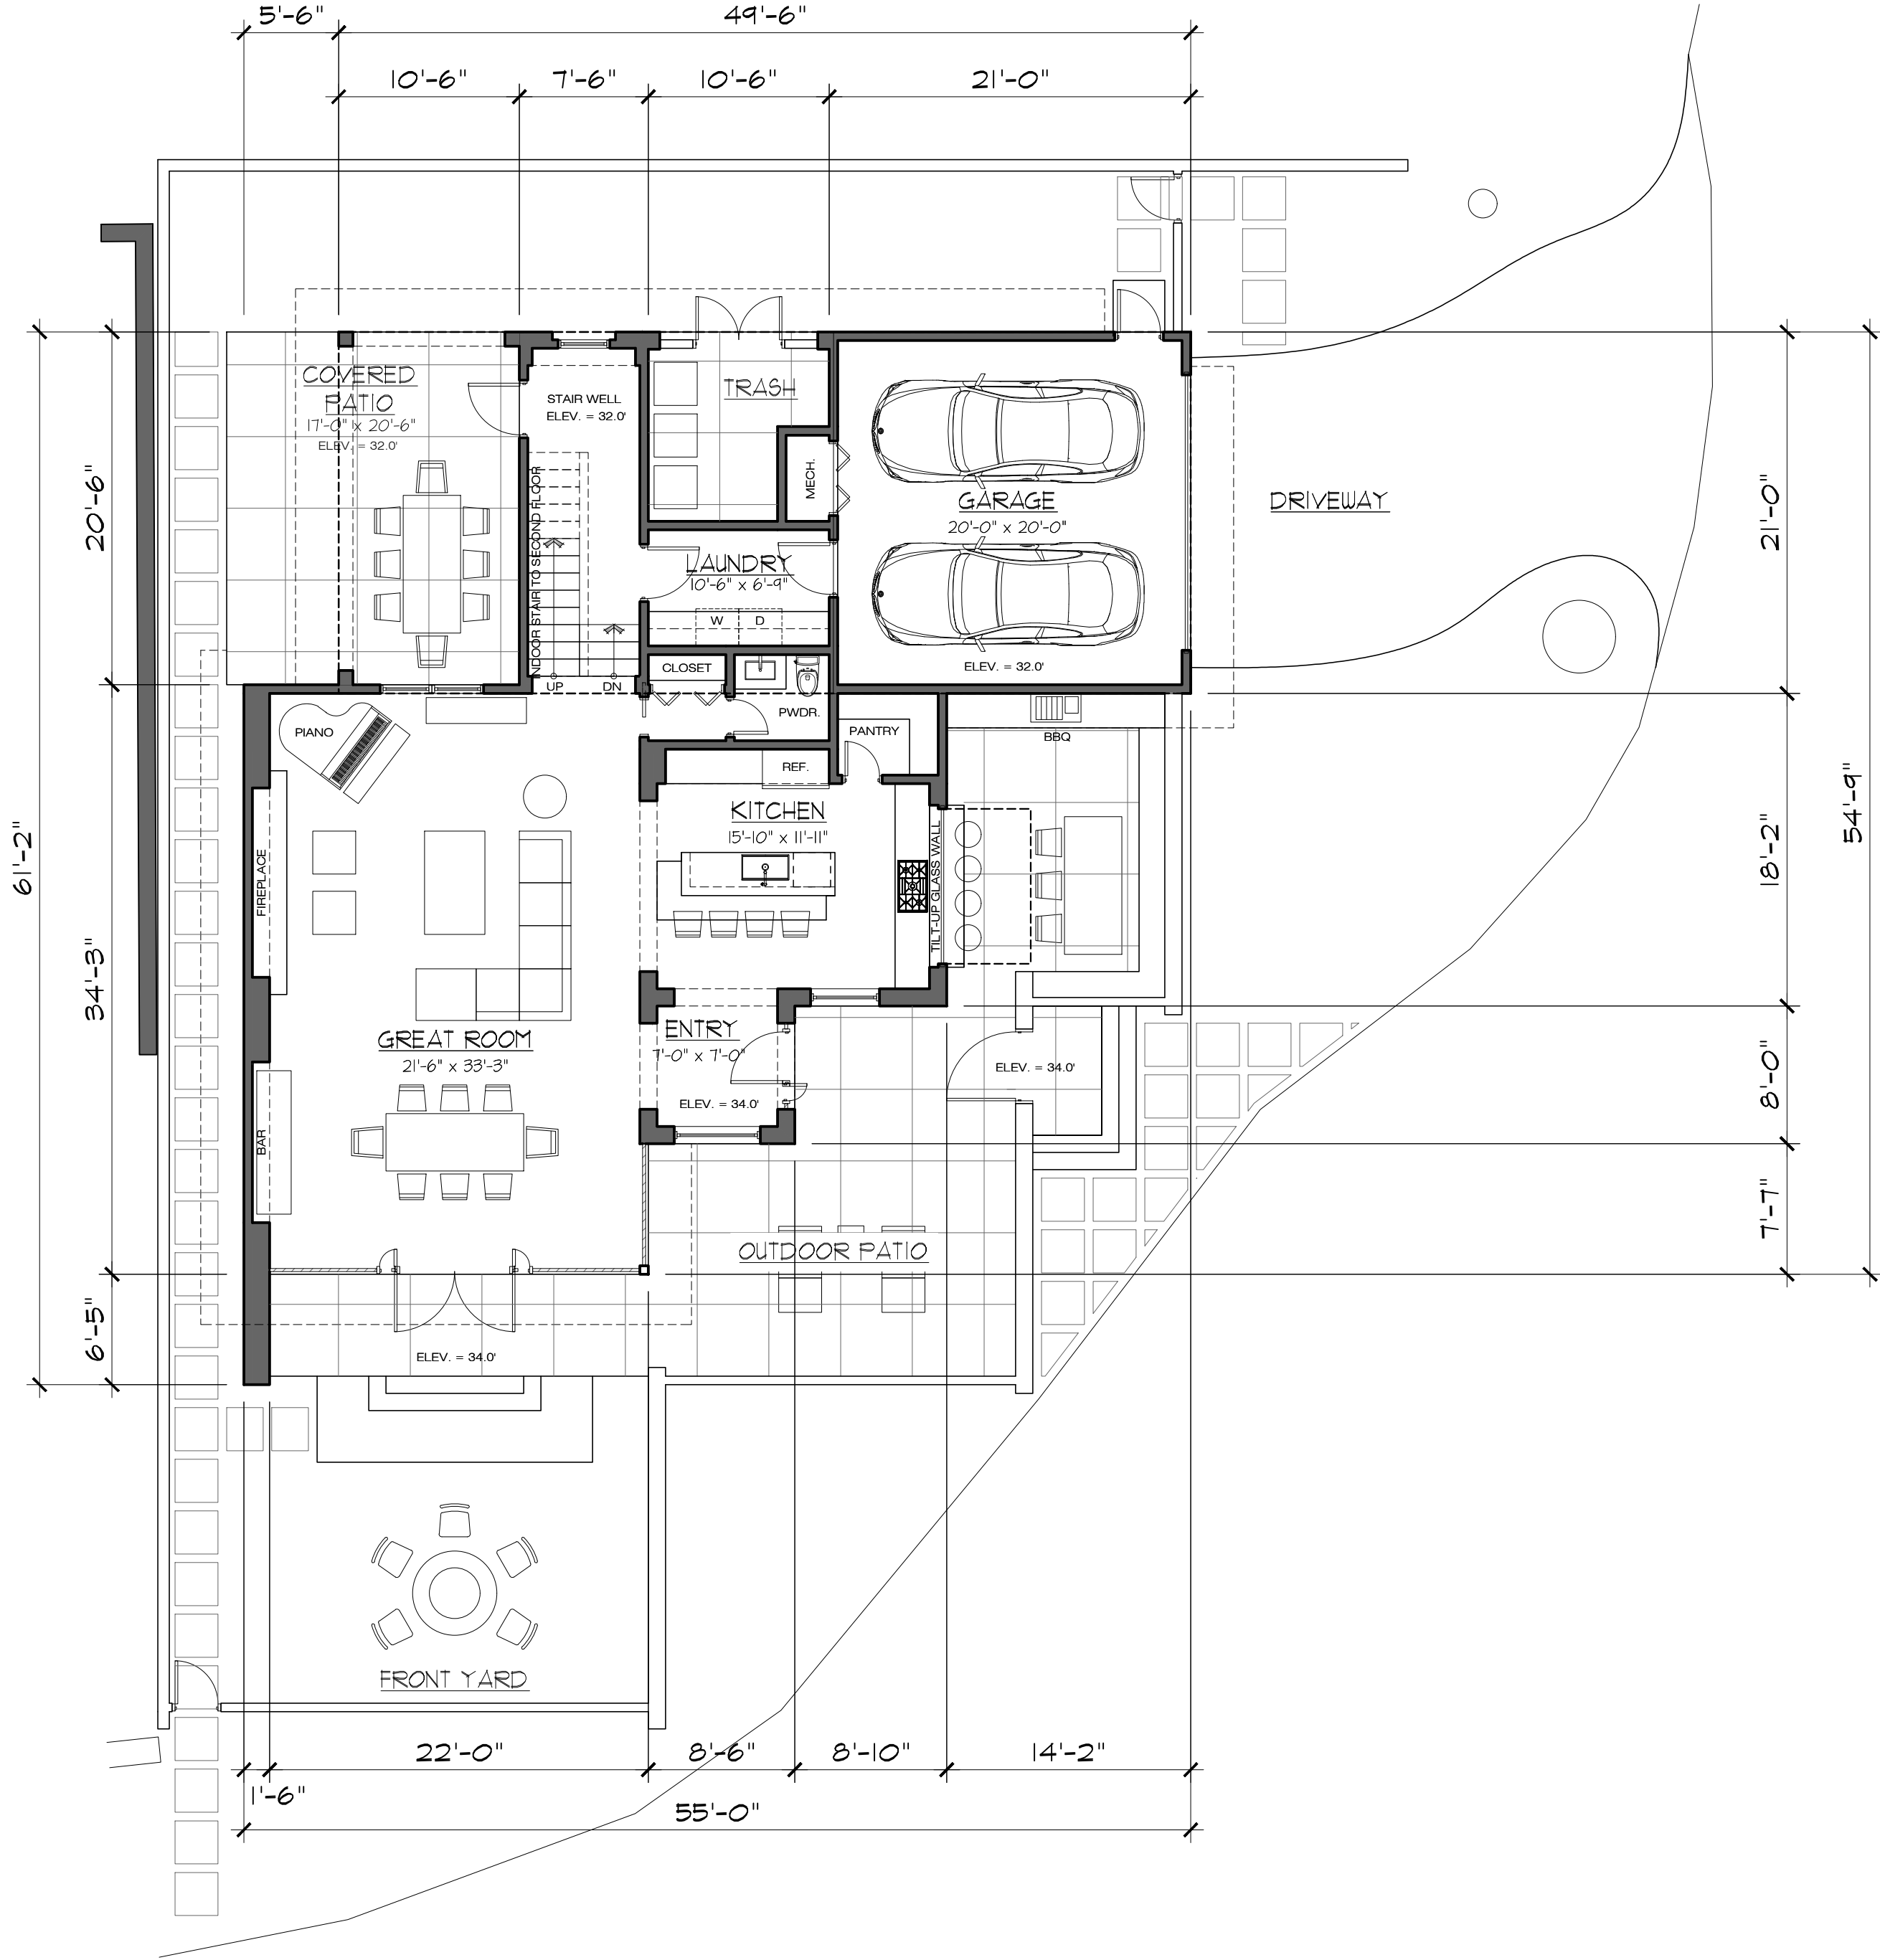 5'-6"
49'-6"
10'-6"
7'-6"
10'-6"
21'-0"
COVERED
PATIO
17'-0" x 20'-6"
ELEV. = 32.0'
STAIR WELL
ELEV. = 32.0'
TRASH
MECH.
GARAGE
20'-0" x 20'-0"
ELEV. = 32.0'
DRIVEWAY
INDOOR STAIR TO SECOND FLOOR
UP
DN
LAUNDRY
10'-6" x 6'-9"
W
D
CLOSET
PWDR.
PANTRY
BBQ
PIANO
REF.
KITCHEN
15'-10" x 11'-11"
TILT-UP GLASS WALL
FIREPLACE
GREAT ROOM
21'-6" x 33'-3"
ENTRY
7'-0" x 7'-0"
ELEV. = 34.0'
ELEV. = 34.0'
BAR
OUTDOOR PATIO
ELEV. = 34.0'
FRONT YARD
61'-2"
20'-6"
34'-3"
6'-5"
21'-0"
18'-2"
8'-0"
7'-7"
54'-9"
22'-0"
8'-6"
8'-10"
14'-2"
1'-6"
55'-0"